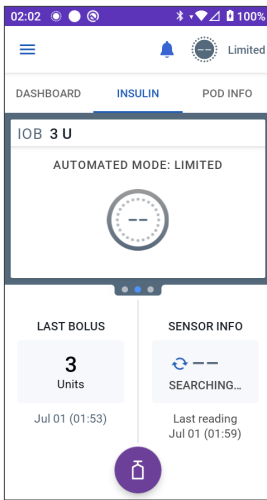 02:02 100%
Limited
DASHBOARD INSULIN POD INFO
IOB 3 U
AUTOMATED MODE: LIMITED
--
LAST BOLUS
3
Units
Jul 01 (01:53)
SENSOR INFO
--
SEARCHING...
Last reading
Jul 01 (01:59)